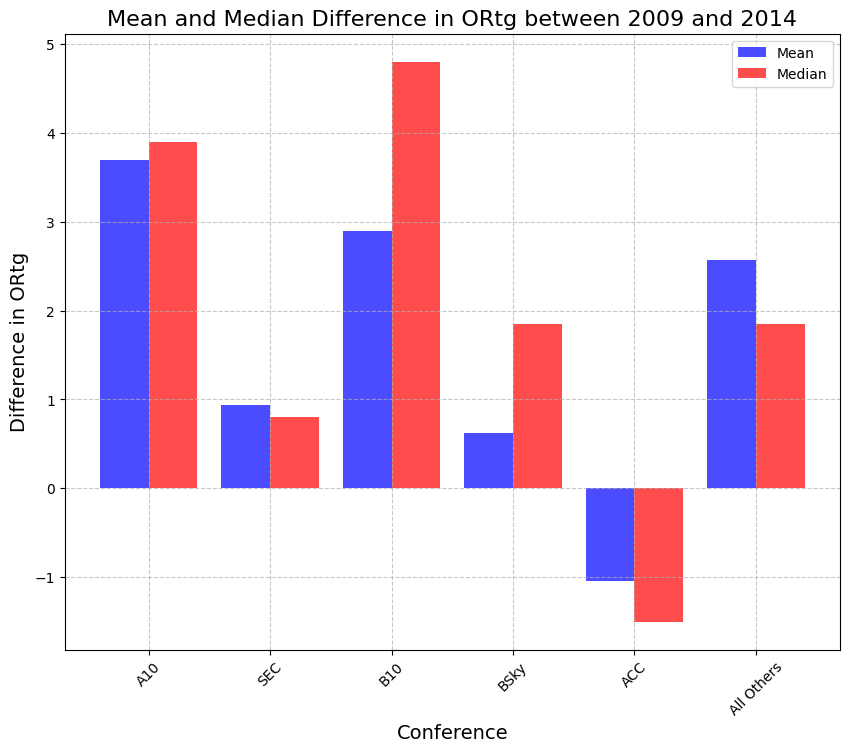 Mean and Median Difference in ORtg between 2009 and 2014
Mean
Median
5
4
3
2
1
0
−1
Difference in ORtg
A10
SEC
B10
BSky
ACC
All Others
Conference